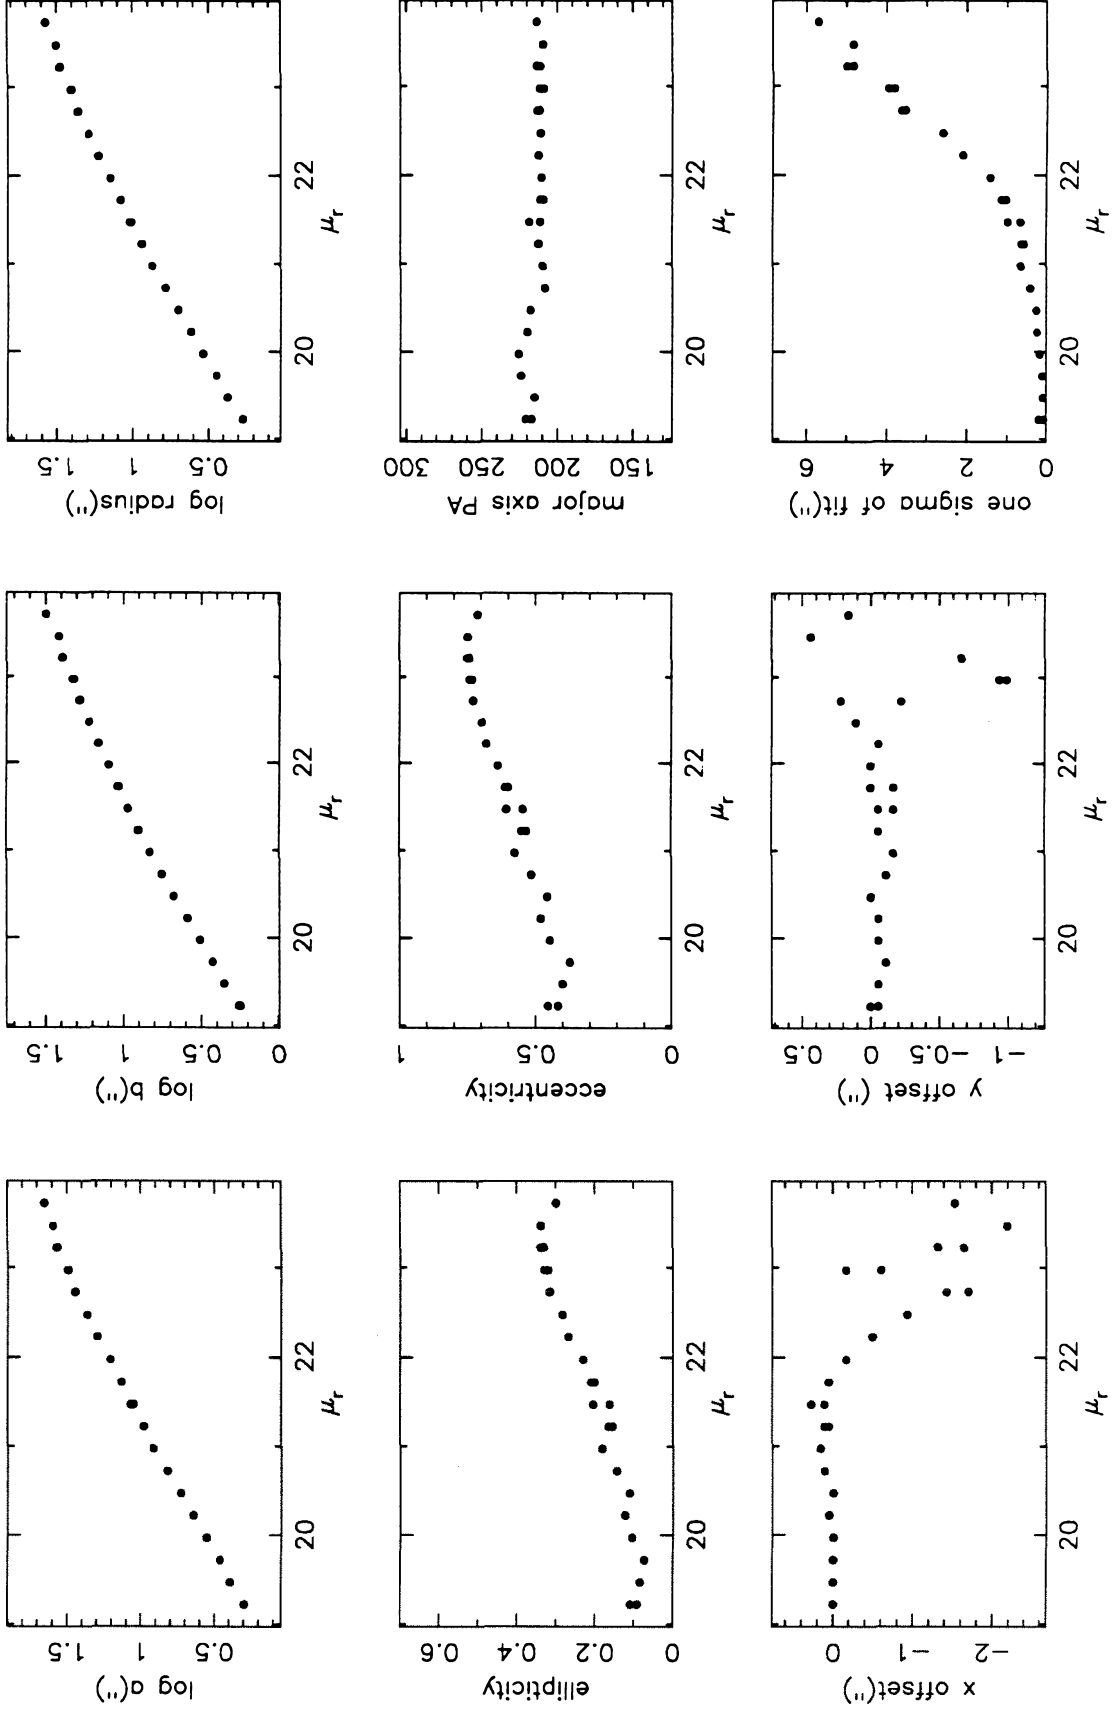 log a(")
1.5
1
0.5
20 22
μr
log b(")
1.5
1
0.5
0
20 22
μr
log radius(")
1.5
1
0.5
20 22
μr
ellipticity
0.6
0.4
0.2
0
20 22
μr
eccentricity
1
0.5
0
20 22
μr
major axis PA
300
250
200
150
20 22
μr
x offset(")
0
−1
−2
20 22
μr
y offset (")
0.5
0
−0.5
−1
20 22
μr
one sigma of fit(")
6
4
2
0
20 22
μr